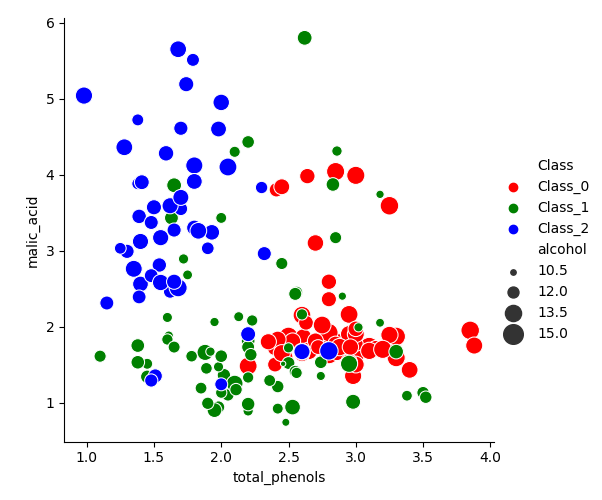 6
5
4
3
2
1
malic_acid
1.0 1.5 2.0 2.5 3.0 3.5 4.0
total_phenols
Class
Class_0
Class_1
Class_2
alcohol
10.5
12.0
13.5
15.0